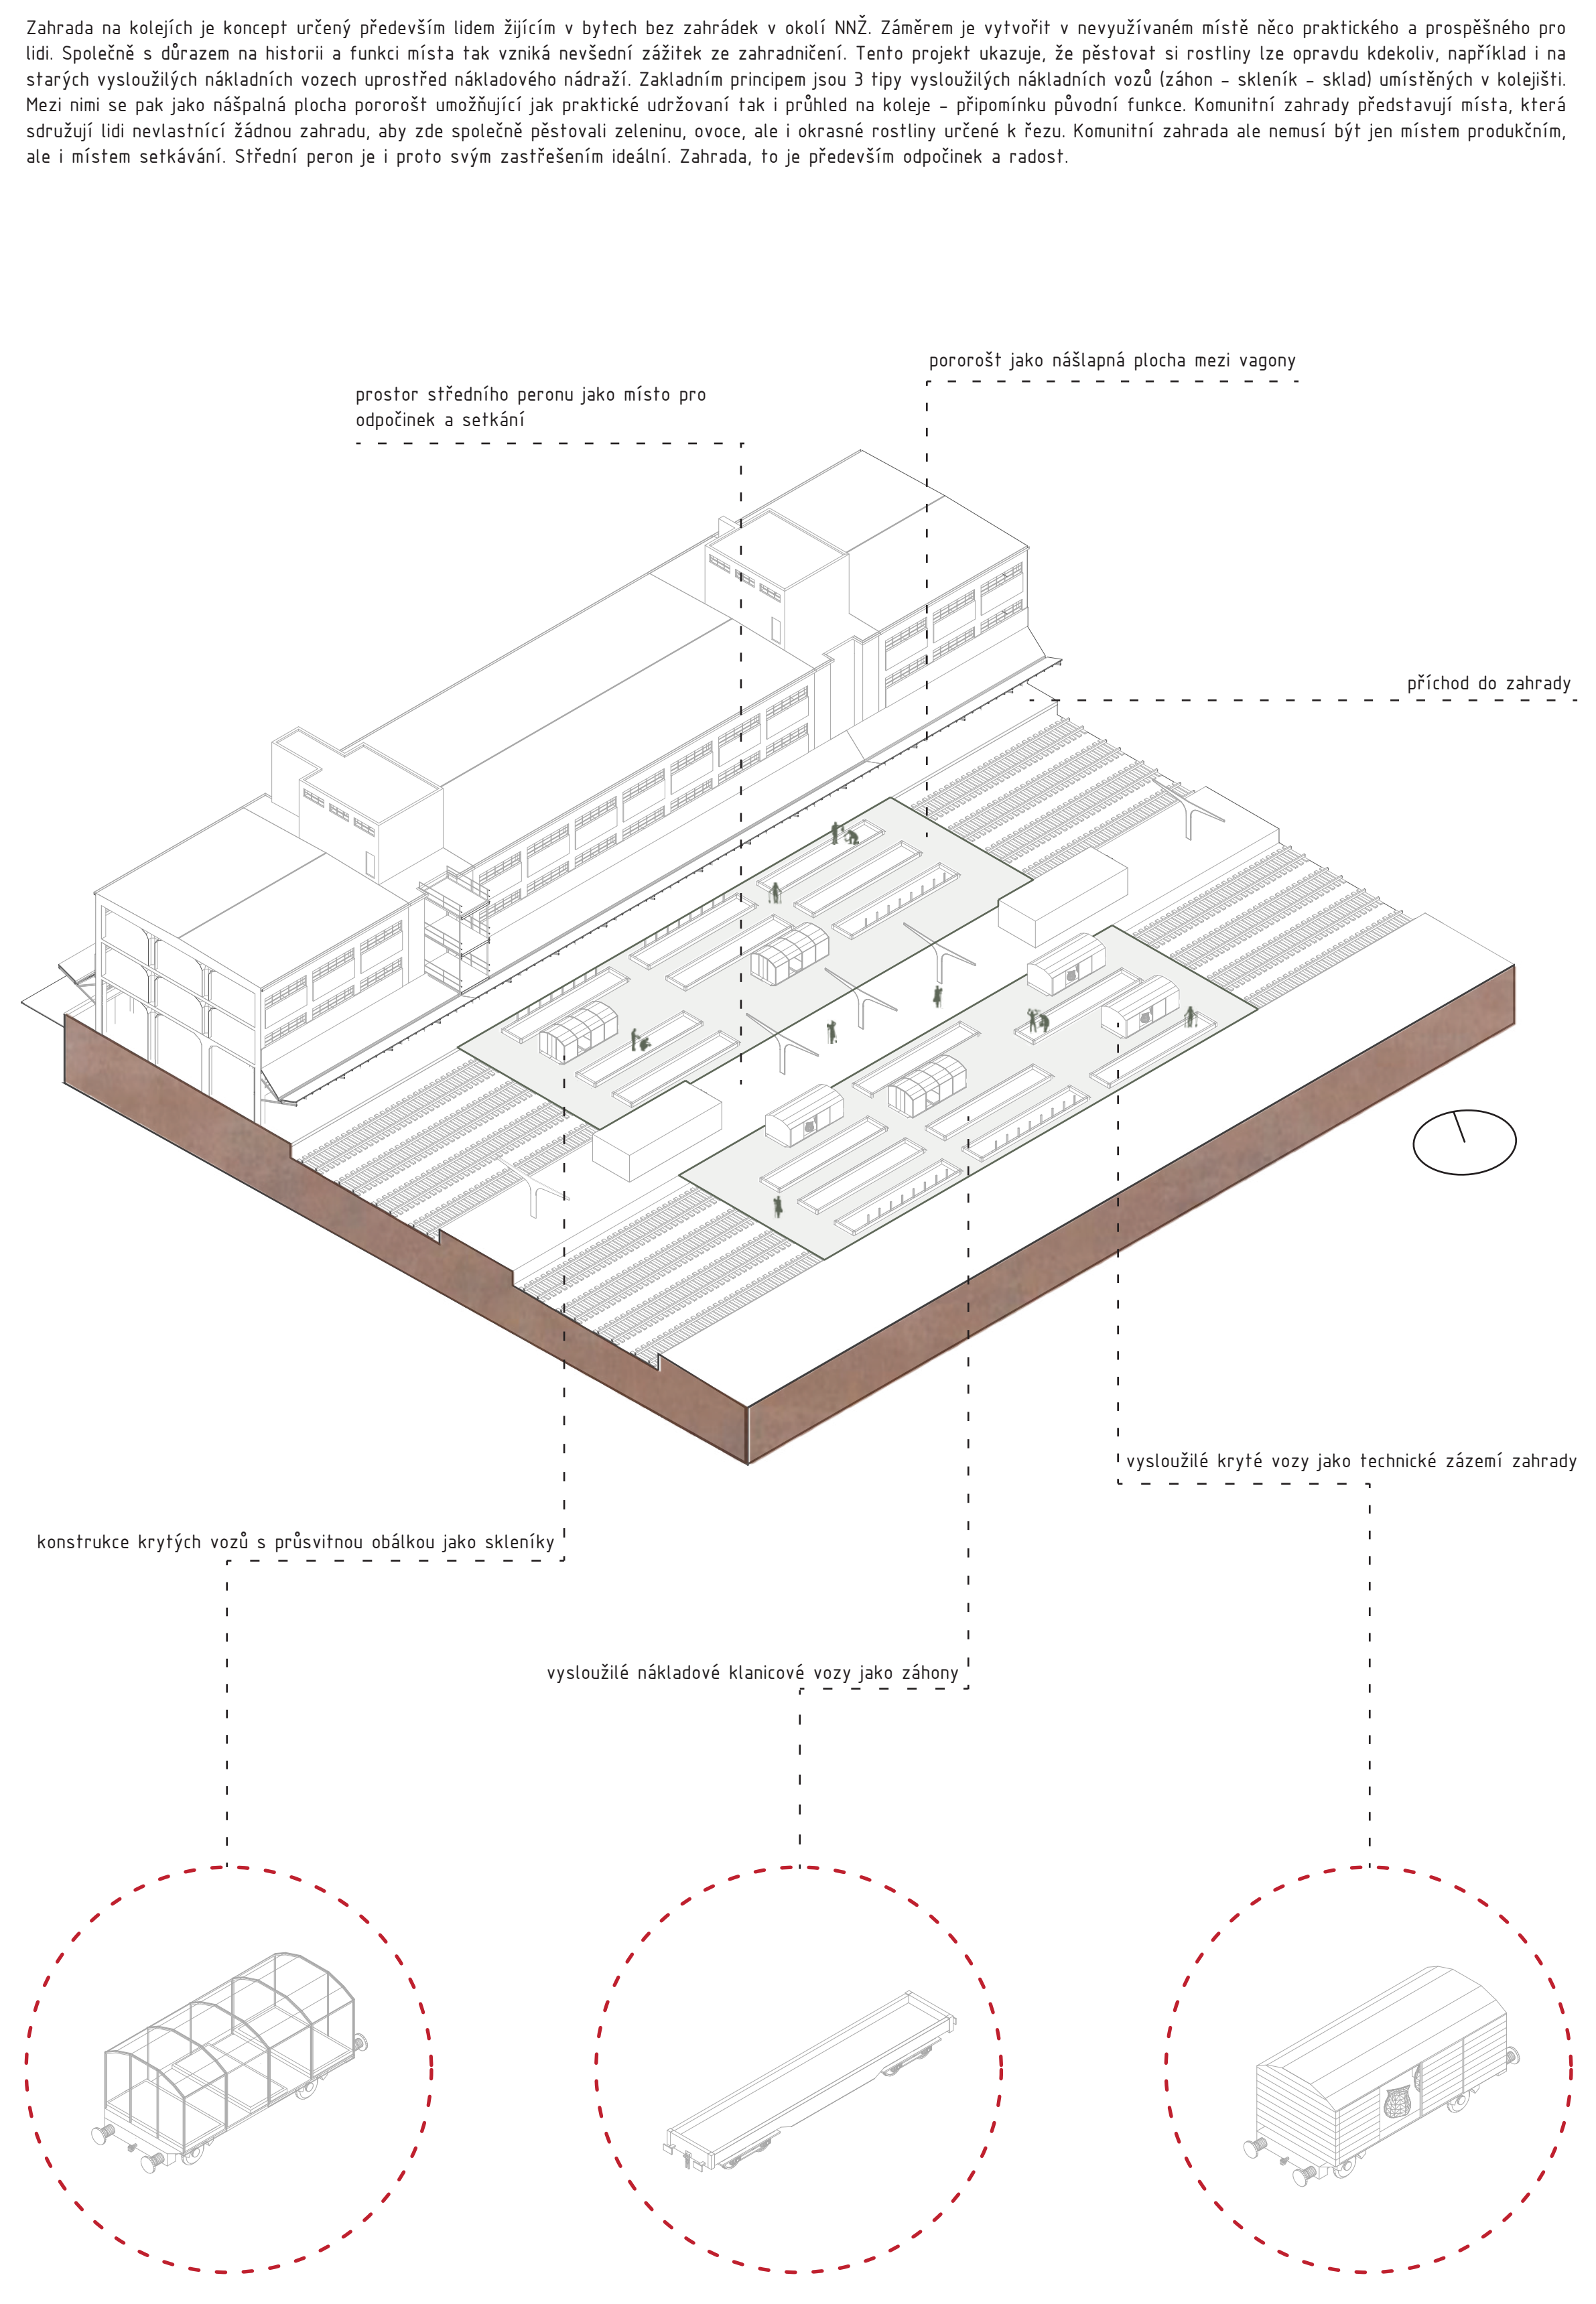 Zahrada na kolejích je koncept určený především lidem žijícím v bytech bez zahrádek v okolí NNŽ. Záměrem je vytvořit v nevyužívaném místě něco praktického a prospěšného pro
lidi. Společně s důrazem na historii a funkci místa tak vzniká nevšední zážitek ze zahradničení. Tento projekt ukazuje, že pěstovat si rostliny lze opravdu kdekoliv, například i na
starých vysloužilých nákladních vozech uprostřed nákladového nádraží. Zakladním principem jsou 3 tipy vysloužilých nákladních vozů (záhon – skleník – sklad) umístěných v kolejišti.
Mezi nimi se pak jako nášpalná plocha pororošt umožňující jak praktické udržovaní tak i průhled na koleje – připomínku původní funkce. Komunitní zahrady představují místa, která
sdružují lidi nevlastnící žádnou zahradu, aby zde společně pěstovali zeleninu, ovoce, ale i okrasné rostliny určené k řezu. Komunitní zahrada ale nemusí být jen místem produkčním,
ale i místem setkávání. Střední peron je i proto svým zastřešením ideální. Zahrada, to je především odpočinek a radost.
pororošt jako nášlapná plocha mezi vagony
prostor středního peronu jako místo pro
odpočinek a setkání
příchod do zahrady
vysloužilé kryté vozy jako technické zázemí zahrady
konstrukce krytých vozů s průsvitnou obálkou jako skleníky
vysloužilé nákladové klanicové vozy jako záhony